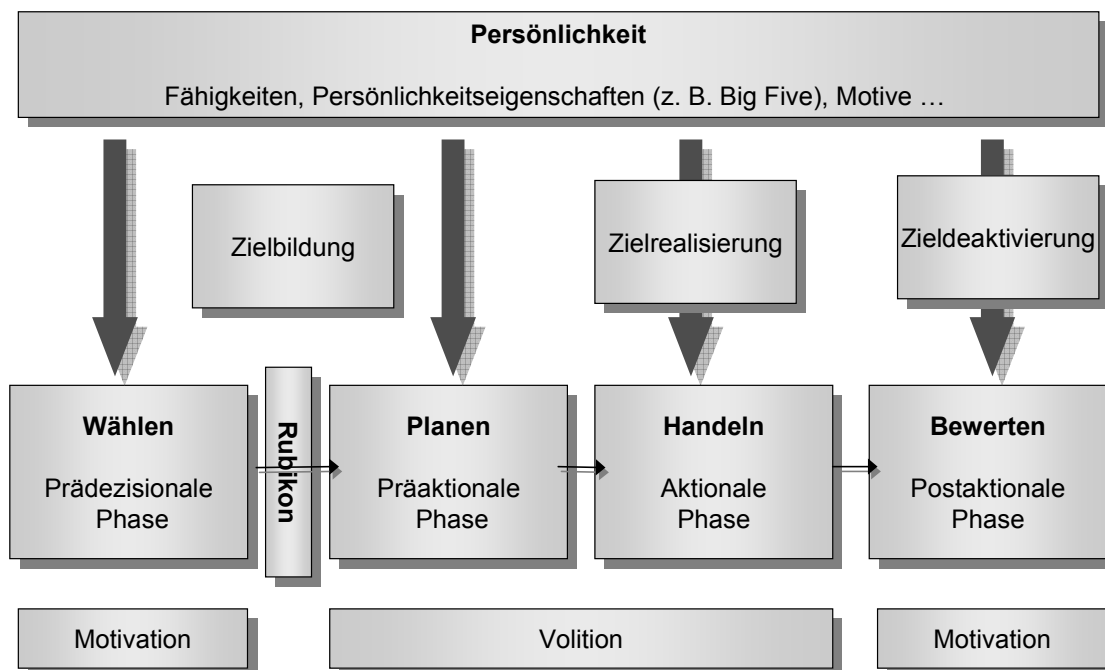 Persönlichkeit
Fähigkeiten, Persönlichkeitseigenschaften (z. B. Big Five), Motive …
Zielbildung
Zielrealisierung
Zieldeaktivierung
Wählen
Prädezisionale
Phase
Rubikon
Planen
Präaktionale
Phase
Handeln
Aktionale
Phase
Bewerten
Postaktionale
Phase
Motivation
Volition
Motivation